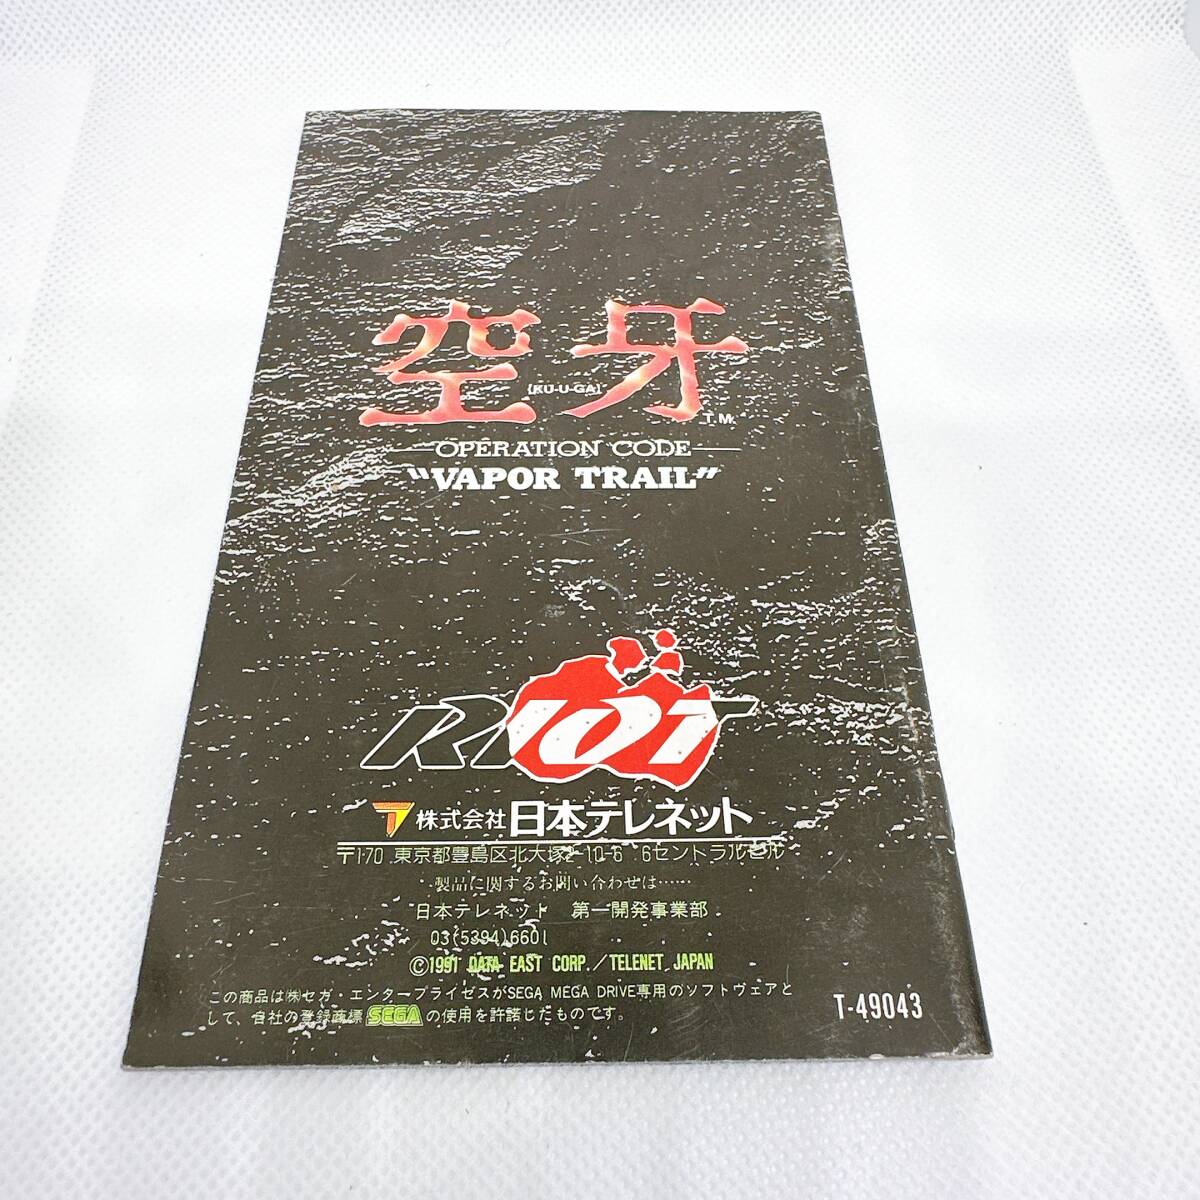 空牙
[KU-U-GA]
T.M.
OPERATION CODE
"VAPOR TRAIL"
RIOT
株式会社 日本テレネット
〒170 東京都豊島区北大塚2-10-6 6セントラルビル
製品に関するお問い合わせは……
日本テレネット 第一開発事業部
03(5394)6601
©1991 DATA EAST CORP./TELENET JAPAN
この商品は㈱セガ・エンタープライゼスがSEGA MEGA DRIVE専用のソフトウェアと
して、自社の登録商標 SEGA の使用を許諾したものです。
T-49043